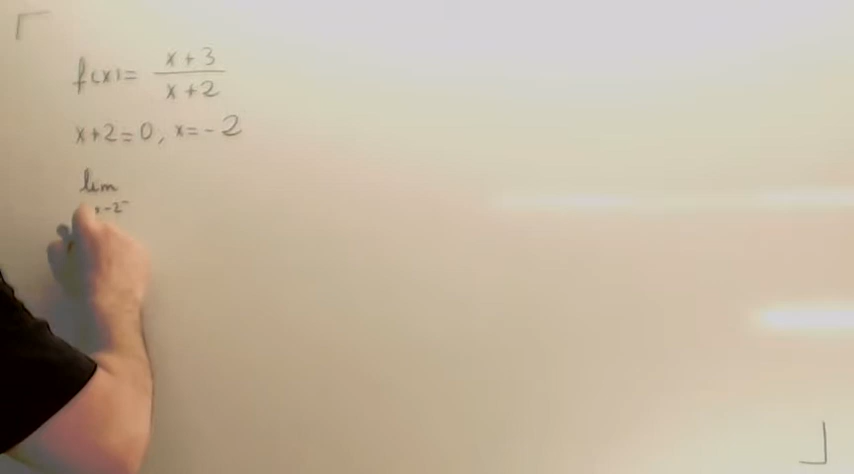 f(x) = x + 3 / x + 2
x + 2 = 0, x = - 2
lim
-2⁻